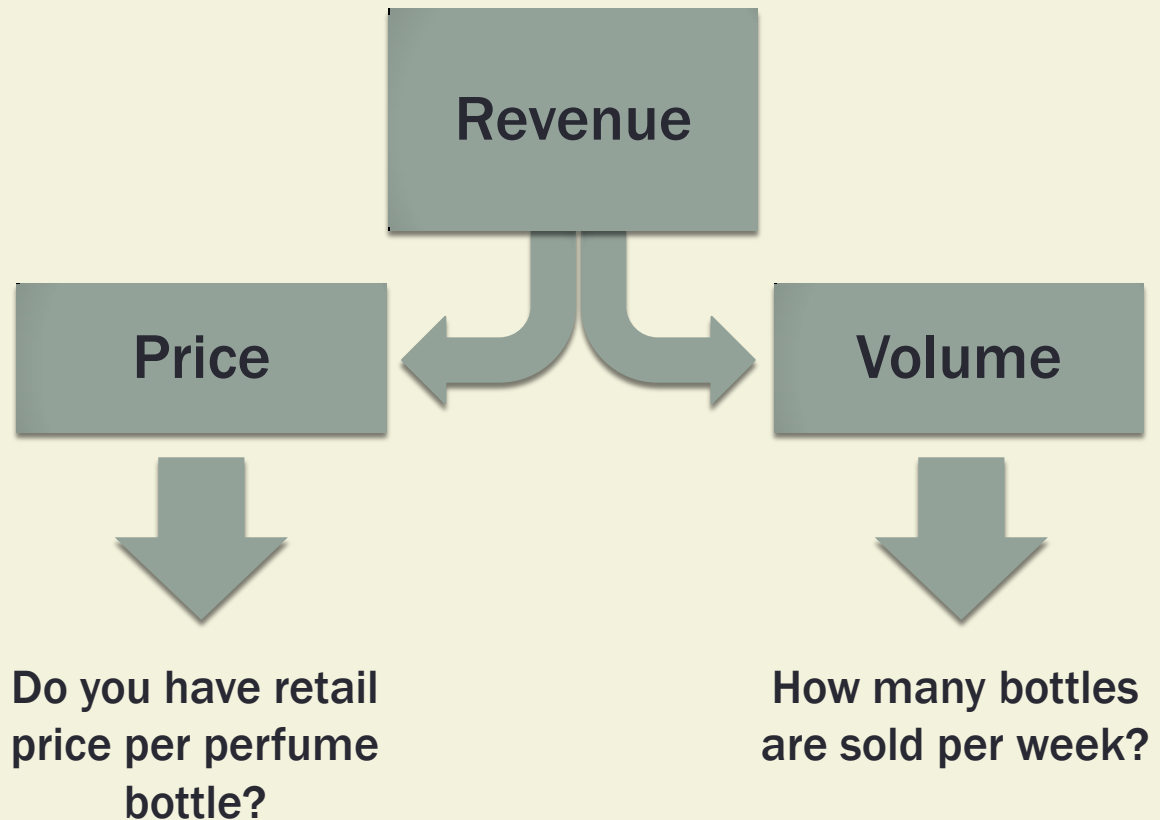 Revenue
Price
Volume
Do you have retail
price per perfume
bottle?
How many bottles
are sold per week?